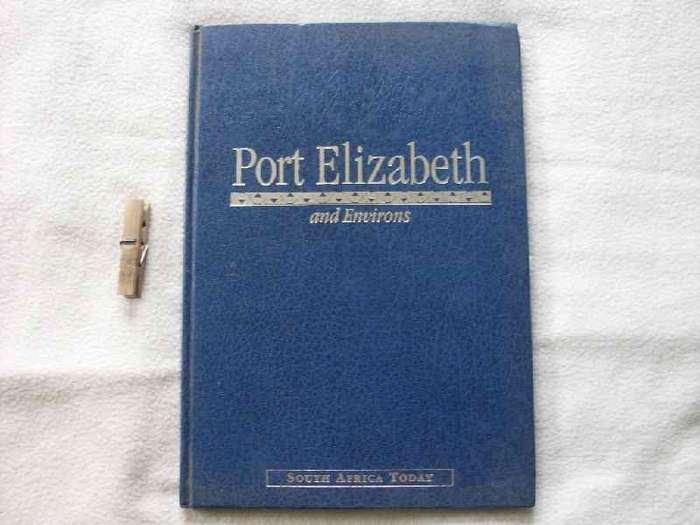 Port Elizabeth
and Environs
South Africa Today